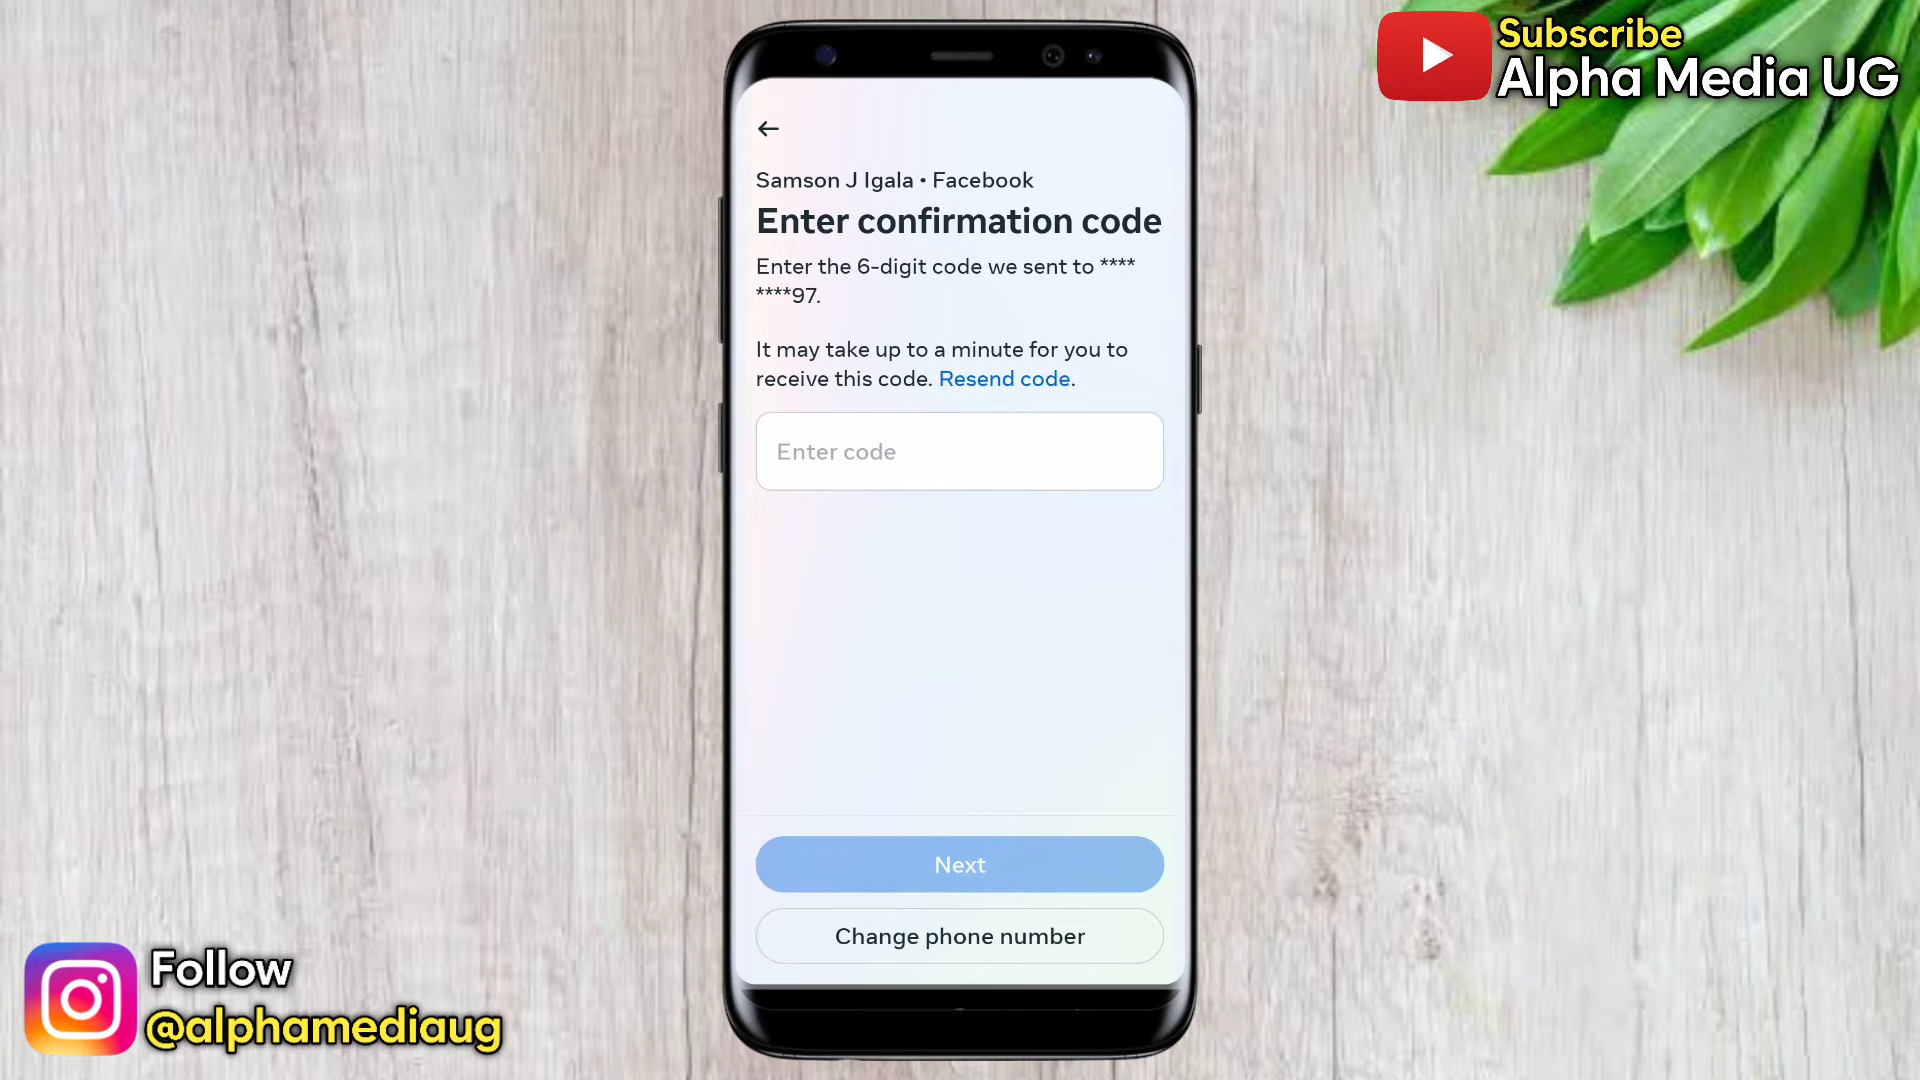 Subscribe
Alpha Media UG
Samson J Igala • Facebook
Enter confirmation code
Enter the 6-digit code we sent to ****
****97.
It may take up to a minute for you to
receive this code. Resend code.
Enter code
Next
Change phone number
Follow
@alphamediaug